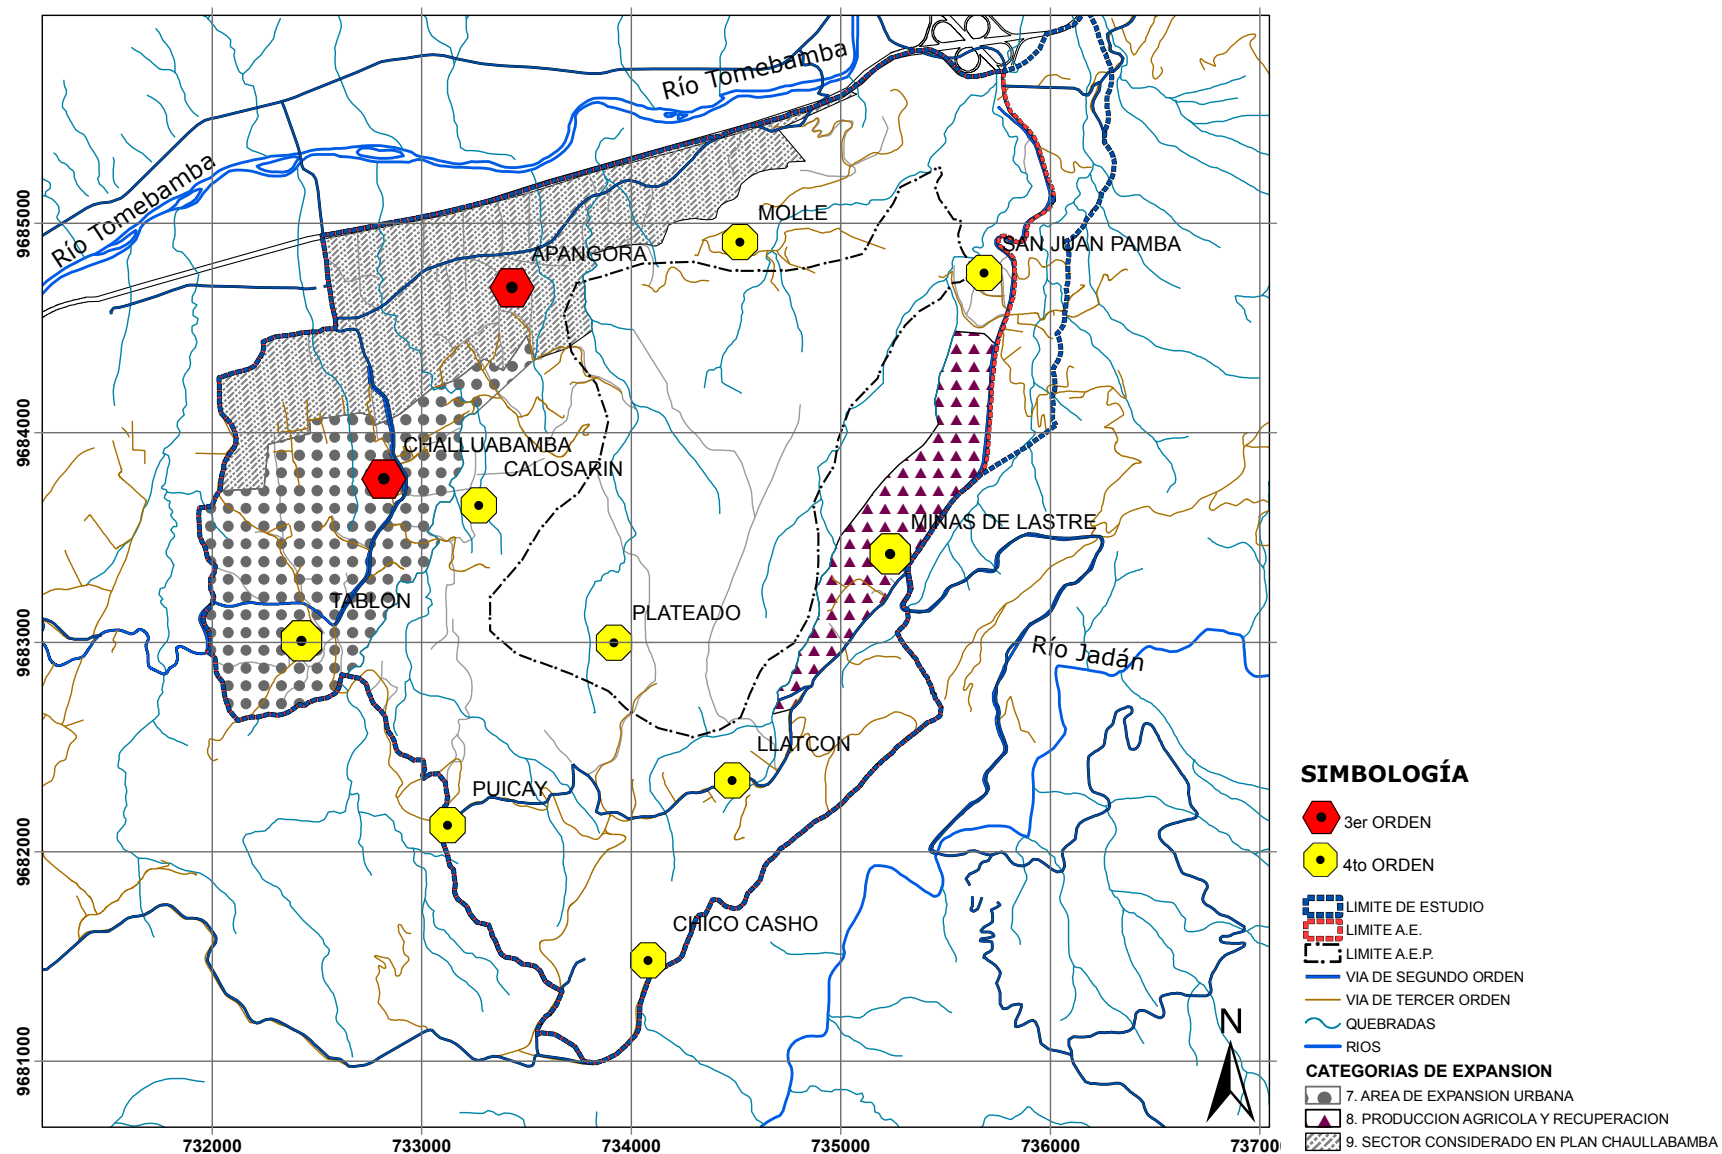 Río Tomebamba
Río Tomebamba
MOLLE
SAN JUAN PAMBA
APANGORA
CHALLUABAMBA
CALOSARIN
MINAS DE LASTRE
TABLON
PLATEADO
Río Jadán
LLATCON
PUICAY
CHICO CASHO
9685000
9684000
9683000
9682000
9681000
732000
733000
734000
735000
736000
73700
N
SIMBOLOGÍA
3er ORDEN
4to ORDEN
LIMITE DE ESTUDIO
LIMITE A.E.
LIMITE A.E.P.
VIA DE SEGUNDO ORDEN
VIA DE TERCER ORDEN
QUEBRADAS
RIOS
CATEGORIAS DE EXPANSION
7. AREA DE EXPANSION URBANA
8. PRODUCCION AGRICOLA Y RECUPERACION
9. SECTOR CONSIDERADO EN PLAN CHAULLABAMBA